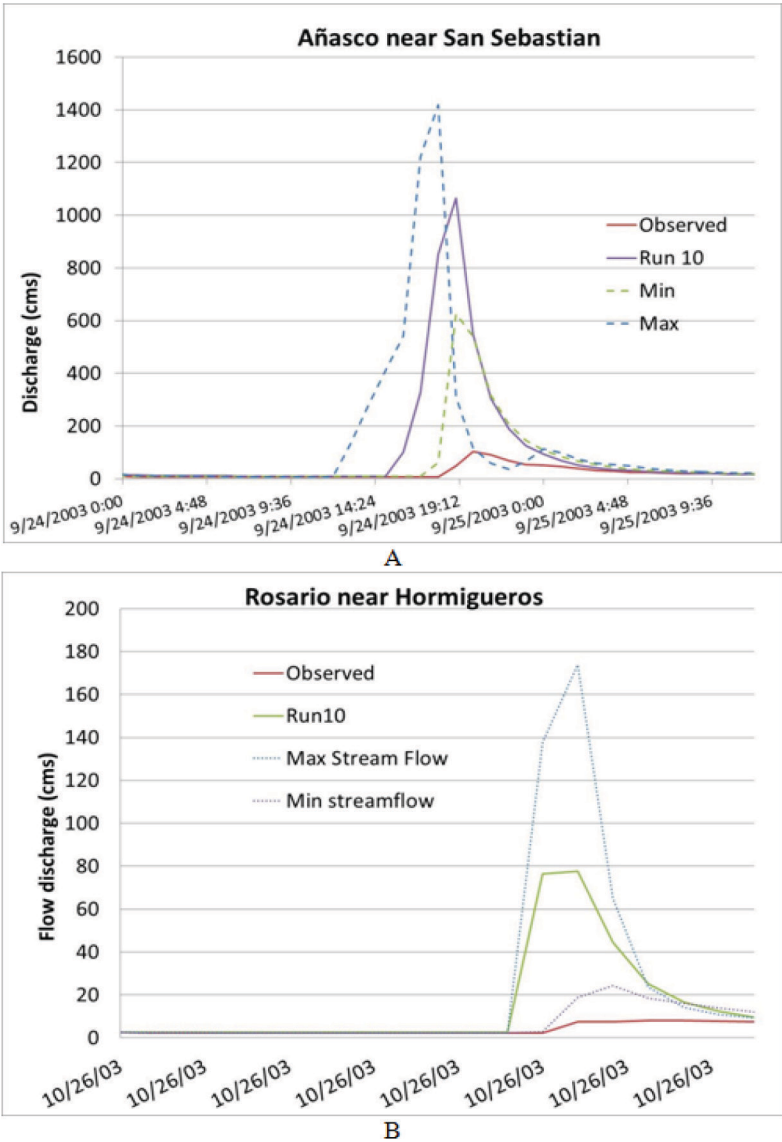 Añasco near San Sebastian
1600
1400
1200
1000
800
600
400
200
0
Discharge (cms)
Observed
Run 10
Min
Max
9/24/2003 0:00
9/24/2003 4:48
9/24/2003 9:36
9/24/2003 14:24
9/24/2003 19:12
9/25/2003 0:00
9/25/2003 4:48
9/25/2003 9:36
A
Rosario near Hormigueros
200
180
160
140
120
100
80
60
40
20
0
Flow discharge (cms)
Observed
Run10
Max Stream Flow
Min streamflow
10/26/03
10/26/03
10/26/03
10/26/03
10/26/03
10/26/03
10/26/03
10/26/03
B